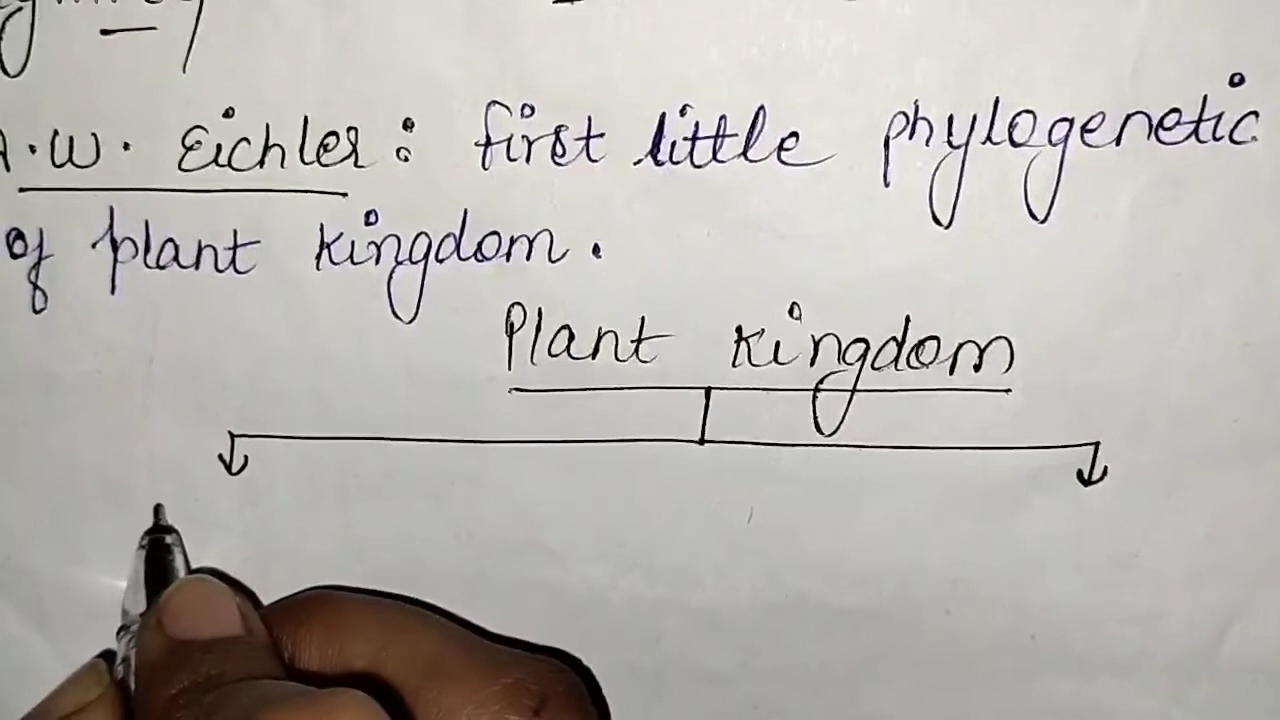 A.W. Eichler: first little phylogenetic
of plant kingdom.
Plant kingdom